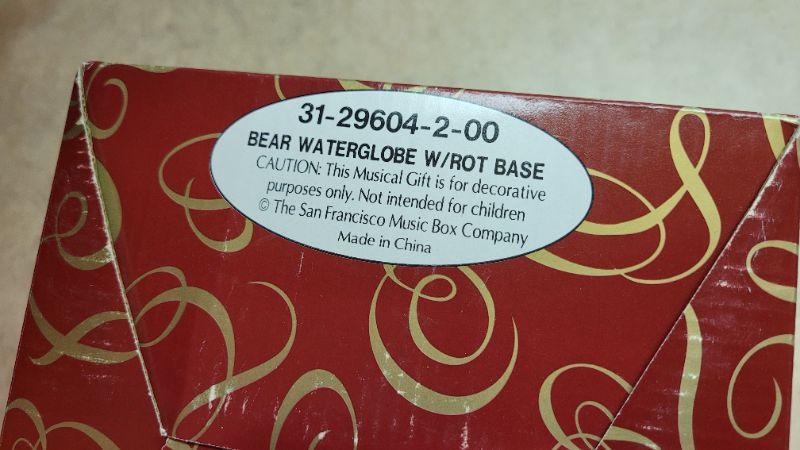 31-29604-2-00
BEAR WATERGLOBE W/ROT BASE
CAUTION: This Musical Gift is for decorative
purposes only. Not intended for children
© The San Francisco Music Box Company
Made in China